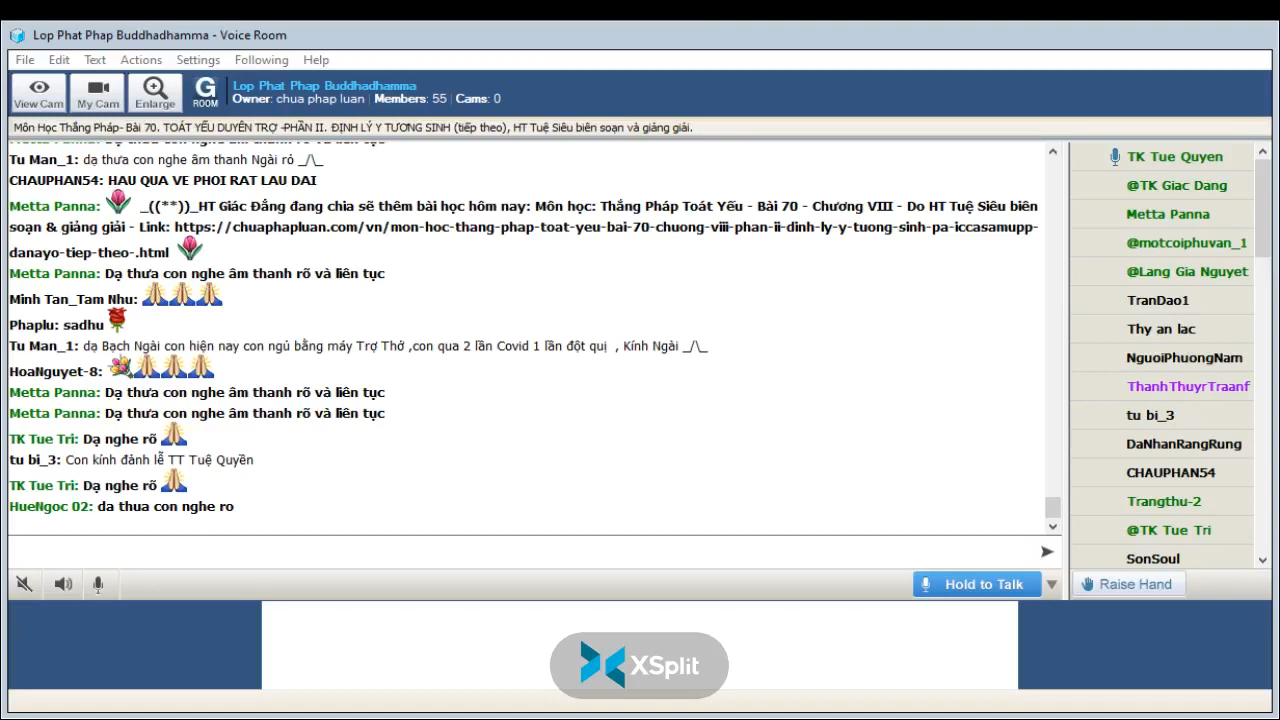 Lop Phat Phap Buddhadhamma - Voice Room
File Edit Text Actions Settings Following Help
View Cam My Cam Enlarge G ROOM
Lop Phat Phap Buddhadhamma
Owner: chua phap luan | Members: 55 | Cams: 0
Môn Học Thắng Pháp- Bài 70. TOÁT YẾU DUYÊN TRỢ -PHẦN II. ĐỊNH LÝ Y TƯƠNG SINH (tiếp theo), HT Tuệ Siêu biên soạn và giảng giải.
Tu Man_1: dạ thưa con nghe âm thanh Ngài rỏ _/\_
CHAUPHAN54: HAU QUA VE PHOI RAT LAU DAI
Metta Panna: _((**))_HT Giác Đẳng đang chia sẽ thêm bài học hôm nay: Môn học: Thắng Pháp Toát Yếu - Bài 70 - Chương VIII - Do HT Tuệ Siêu biên
soạn & giảng giải - Link: https://chuaphapluan.com/vn/mon-hoc-thang-phap-toat-yeu-bai-70-chuong-viii-phan-ii-dinh-ly-y-tuong-sinh-pa-iccasamupp-
danayo-tiep-theo-.html
Metta Panna: Dạ thưa con nghe âm thanh rõ và liên tục
Minh Tan_Tam Nhu:
Phaplu: sadhu
Tu Man_1: dạ Bạch Ngài con hiện nay con ngủ bằng máy Trợ Thở ,con qua 2 lần Covid 1 lần đột quị , Kính Ngài _/\_
HoaNguyet-8:
Metta Panna: Dạ thưa con nghe âm thanh rõ và liên tục
Metta Panna: Dạ thưa con nghe âm thanh rõ và liên tục
TK Tue Tri: Dạ nghe rõ
tu bi_3: Con kính đảnh lễ TT Tuệ Quyền
TK Tue Tri: Dạ nghe rõ
HueNgoc 02: da thua con nghe ro
TK Tue Quyen
@TK Giac Dang
Metta Panna
@motcoiphuvan_1
@Lang Gia Nguyet
TranDao1
Thy an lac
NguoiPhuongNam
ThanhThuyrTraanf
tu bi_3
DaNhanRangRung
CHAUPHAN54
Trangthu-2
@TK Tue Tri
SonSoul
Hold to Talk
Raise Hand
XSplit